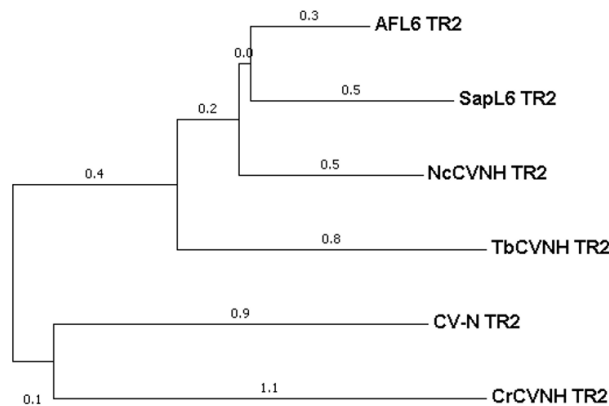 0.3
AFL6 TR2
0.0
0.5
SapL6 TR2
0.2
0.5
NcCVNH TR2
0.4
0.8
TbCVNH TR2
0.9
CV-N TR2
1.1
0.1
CrCVNH TR2